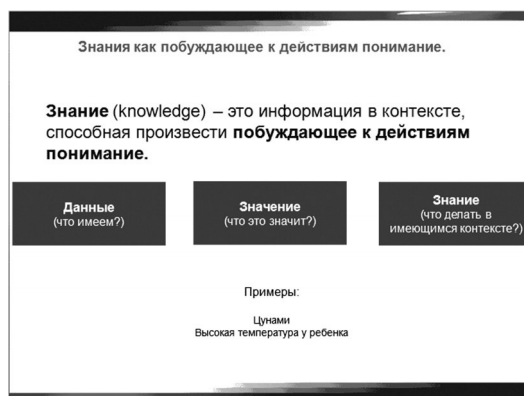 Знания как побуждающее к действиям понимание.
Знание (knowledge) – это информация в контексте,
способная произвести побуждающее к действиям
понимание.
Данные
(что имеем?)
Значение
(что это значит?)
Знание
(что делать в
имеющимся контексте?)
Примеры:
Цунами
Высокая температура у ребенка